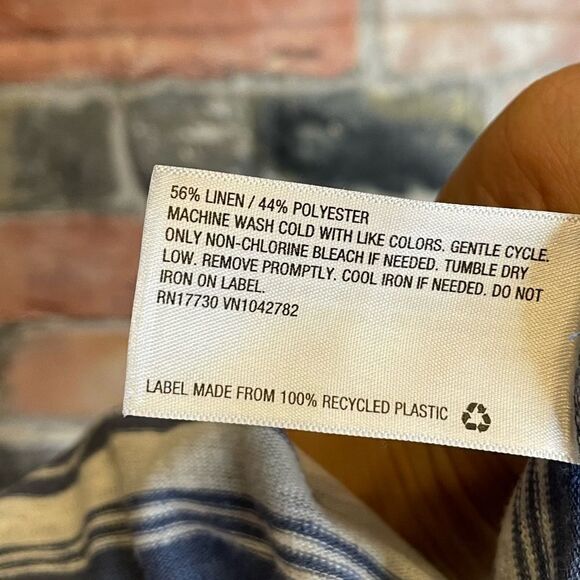 56% LINEN / 44% POLYESTER
MACHINE WASH COLD WITH LIKE COLORS. GENTLE CYCLE.
ONLY NON-CHLORINE BLEACH IF NEEDED. TUMBLE DRY
LOW. REMOVE PROMPTLY. COOL IRON IF NEEDED. DO NOT
IRON ON LABEL.
RN17730 VN1042782
LABEL MADE FROM 100% RECYCLED PLASTIC